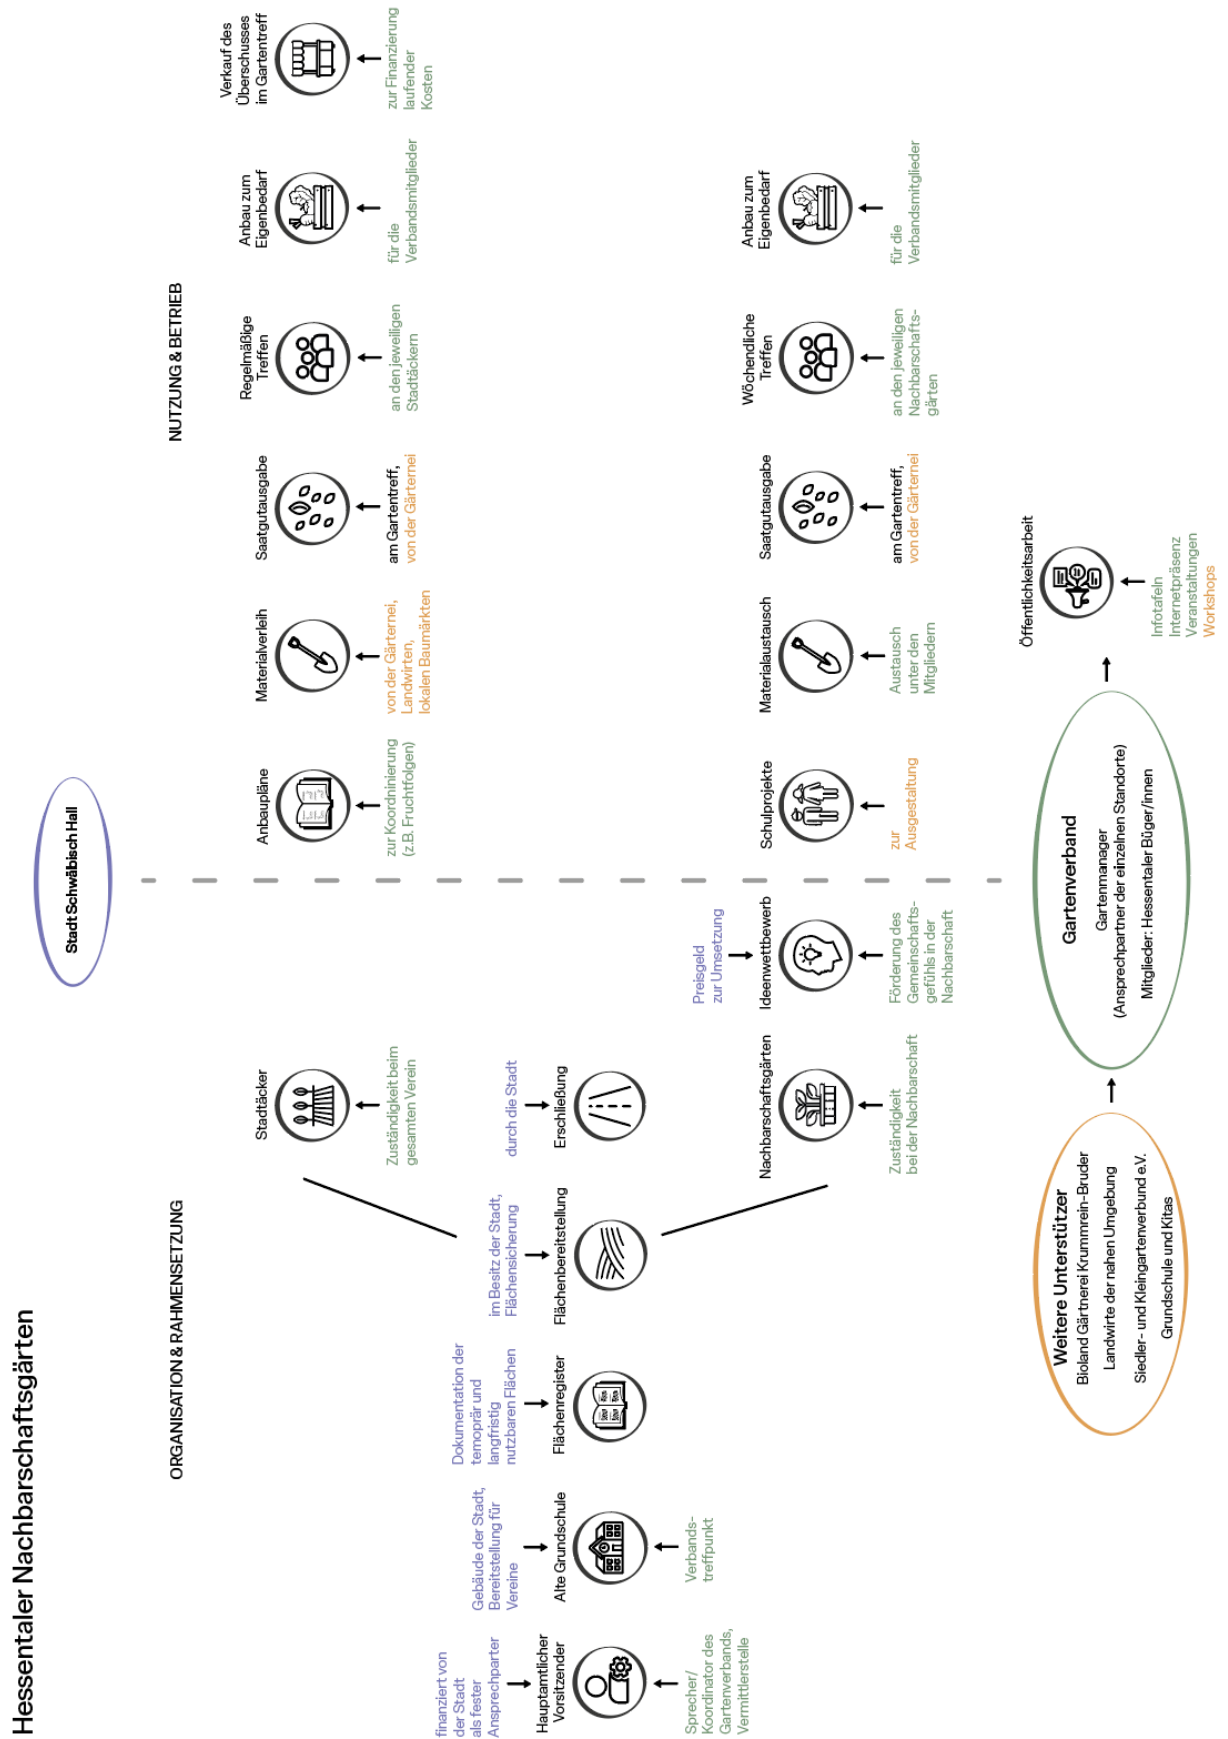 Hessentaler Nachbarschaftsgärten
Stadt Schwäbisch Hall
ORGANISATION & RAHMENSETZUNG
NUTZUNG & BETRIEB
finanziert von
der Stadt
als fester
Ansprechparter
Hauptamtlicher
Vorsitzender
Sprecher/
Koordinator des
Gartenverbands,
Vermittlerstelle
Gebäude der Stadt,
Bereitstellung für
Vereine
Alte Grundschule
Verbands-
treffpunkt
Dokumentation der
temoprär und
langfristig
nutzbaren Flächen
Flächenregister
im Besitz der Stadt,
Flächensicherung
Flächenbereitstellung
durch die Stadt
Erschließung
Stadtäcker
Zuständigkeit beim
gesamten Verein
Nachbarschaftsgärten
Zuständigkeit
bei der Nachbarschaft
Preisgeld
zur Umsetzung
Ideenwettbewerb
Förderung des
Gemeinschafts-
gefühls in der
Nachbarschaft
Anbaupläne
zur Koordninierung
(z.B. Fruchtfolgen)
Materialverleih
von der Gärternei,
Landwirten,
lokalen Baumärkten
Saatgutausgabe
am Gartentreff,
von der Gärternei
Regelmäßige
Treffen
an den jeweiligen
Stadtäckern
Anbau zum
Eigenbedarf
für die
Verbandsmitglieder
Verkauf des
Überschusses
im Gartentreff
zur Finanzierung
laufender
Kosten
Schulprojekte
zur
Ausgestaltung
Materialaustausch
Austausch
unter den
Mitgliedern
Saatgutausgabe
am Gartentreff,
von der Gärternei
Wöchendliche
Treffen
an den jeweiligen
Nachbarschafts-
gärten
Anbau zum
Eigenbedarf
für die
Verbandsmitglieder
Weitere Unterstützer
Bioland Gärtnerei Krummrein-Bruder
Landwirte der nahen Umgebung
Siedler- und Kleingartenverbund e.V.
Grundschule und Kitas
Gartenverband
Gartenmanager
(Ansprechpartner der einzelnen Standorte)
Mitglieder: Hessentaler Büger/innen
Öffentlichkeitsarbeit
Infotafeln
Internetpräsenz
Veranstaltungen
Workshops